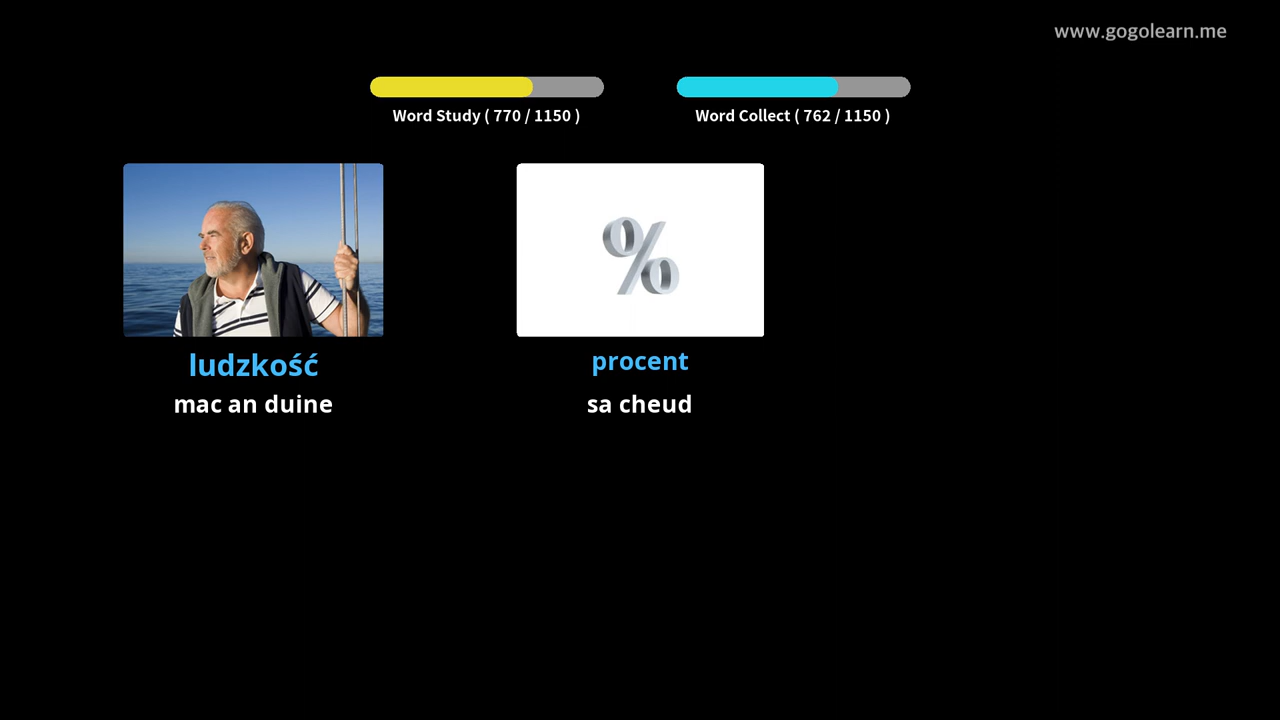 www.gogolearn.me
Word Study ( 770 / 1150 )
Word Collect ( 762 / 1150 )
%
ludzkość
mac an duine
procent
sa cheud